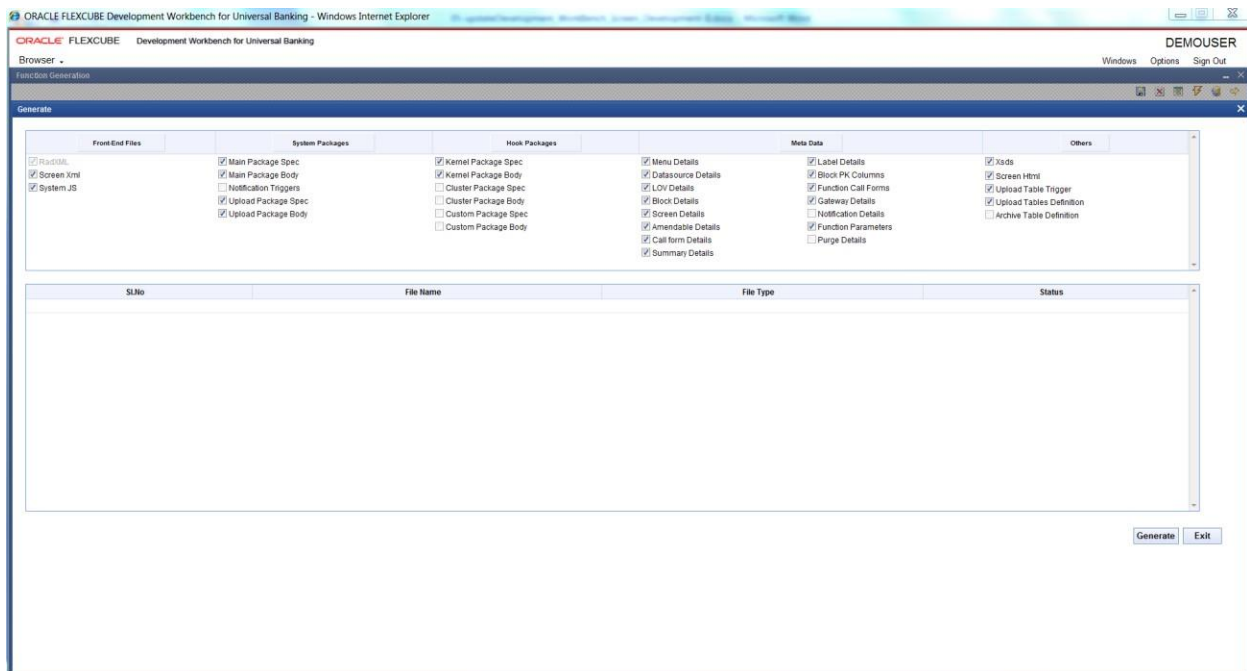 ORACLE FLEXCUBE Development Workbench for Universal Banking - Windows Internet Explorer
ORACLE FLEXCUBE Development Workbench for Universal Banking
DEMOUSER
Browser
Windows Options Sign Out
Function Generation
Generate
Front-End Files System Packages Hook Packages Meta Data Others
RadXML Main Package Spec Kernel Package Spec Menu Details Label Details Xsds
Screen Xml Main Package Body Kernel Package Body Datasource Details Block PK Columns Screen Html
System JS Notification Triggers Cluster Package Spec LOV Details Function Call Forms Upload Table Trigger
Upload Package Spec Cluster Package Body Block Details Gateway Details Upload Tables Definition
Upload Package Body Custom Package Spec Screen Details Notification Details Archive Table Definition
Custom Package Body Amendable Details Function Parameters
Call form Details Purge Details
Summary Details
Sl.No File Name File Type Status
Generate Exit